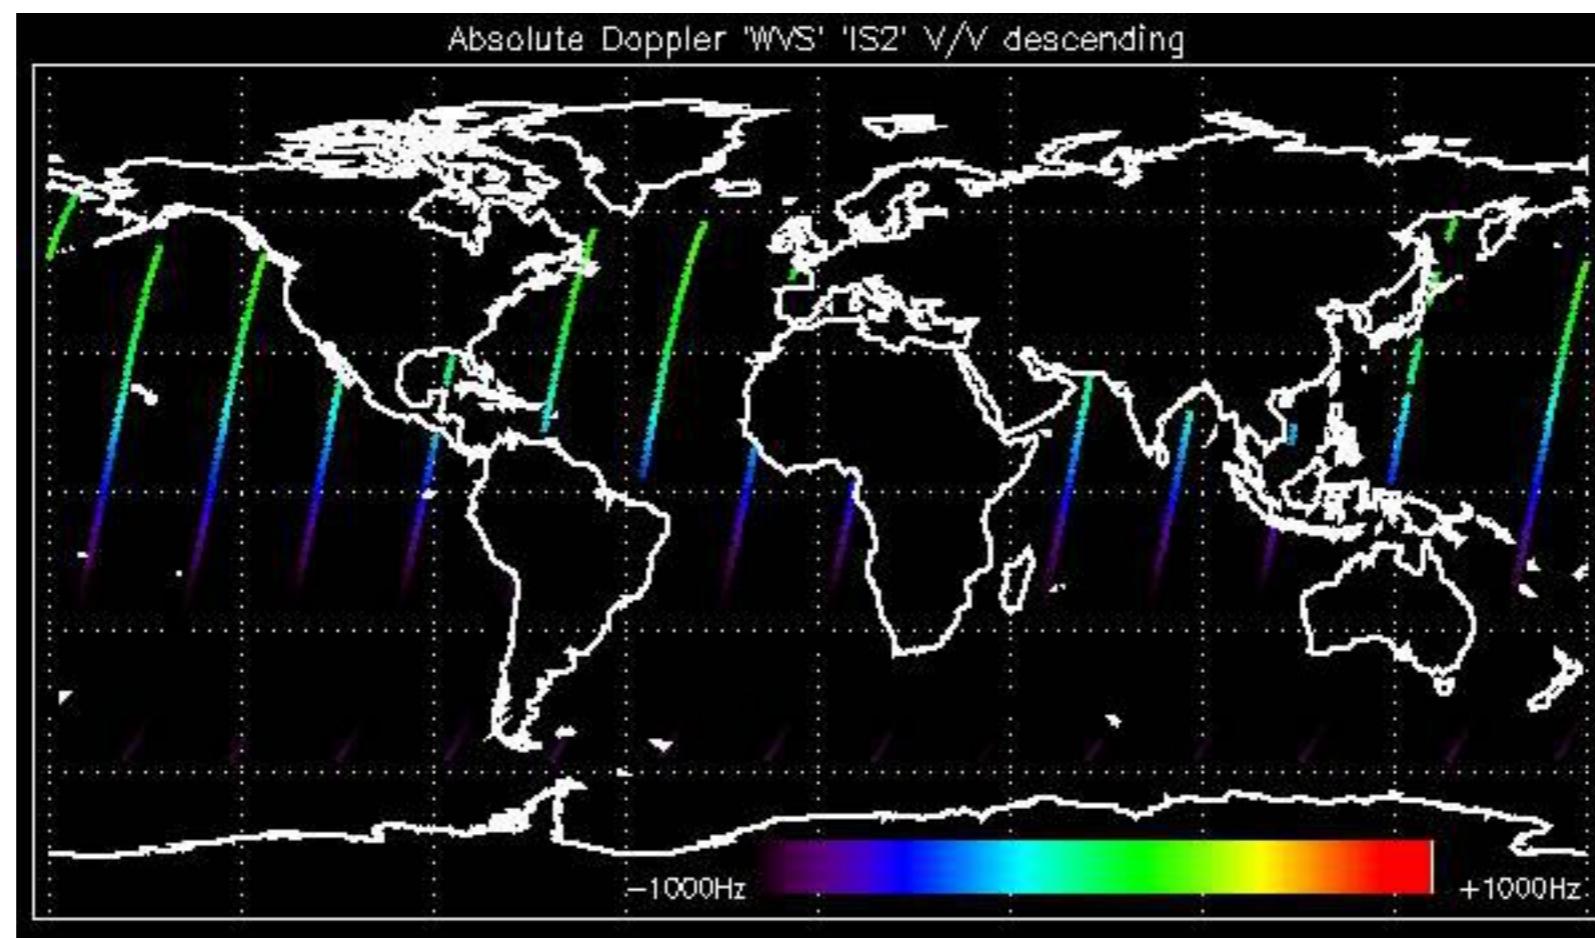 Absolute Doppler 'WVS' 'IS2' V/V descending
−1000Hz
+1000Hz